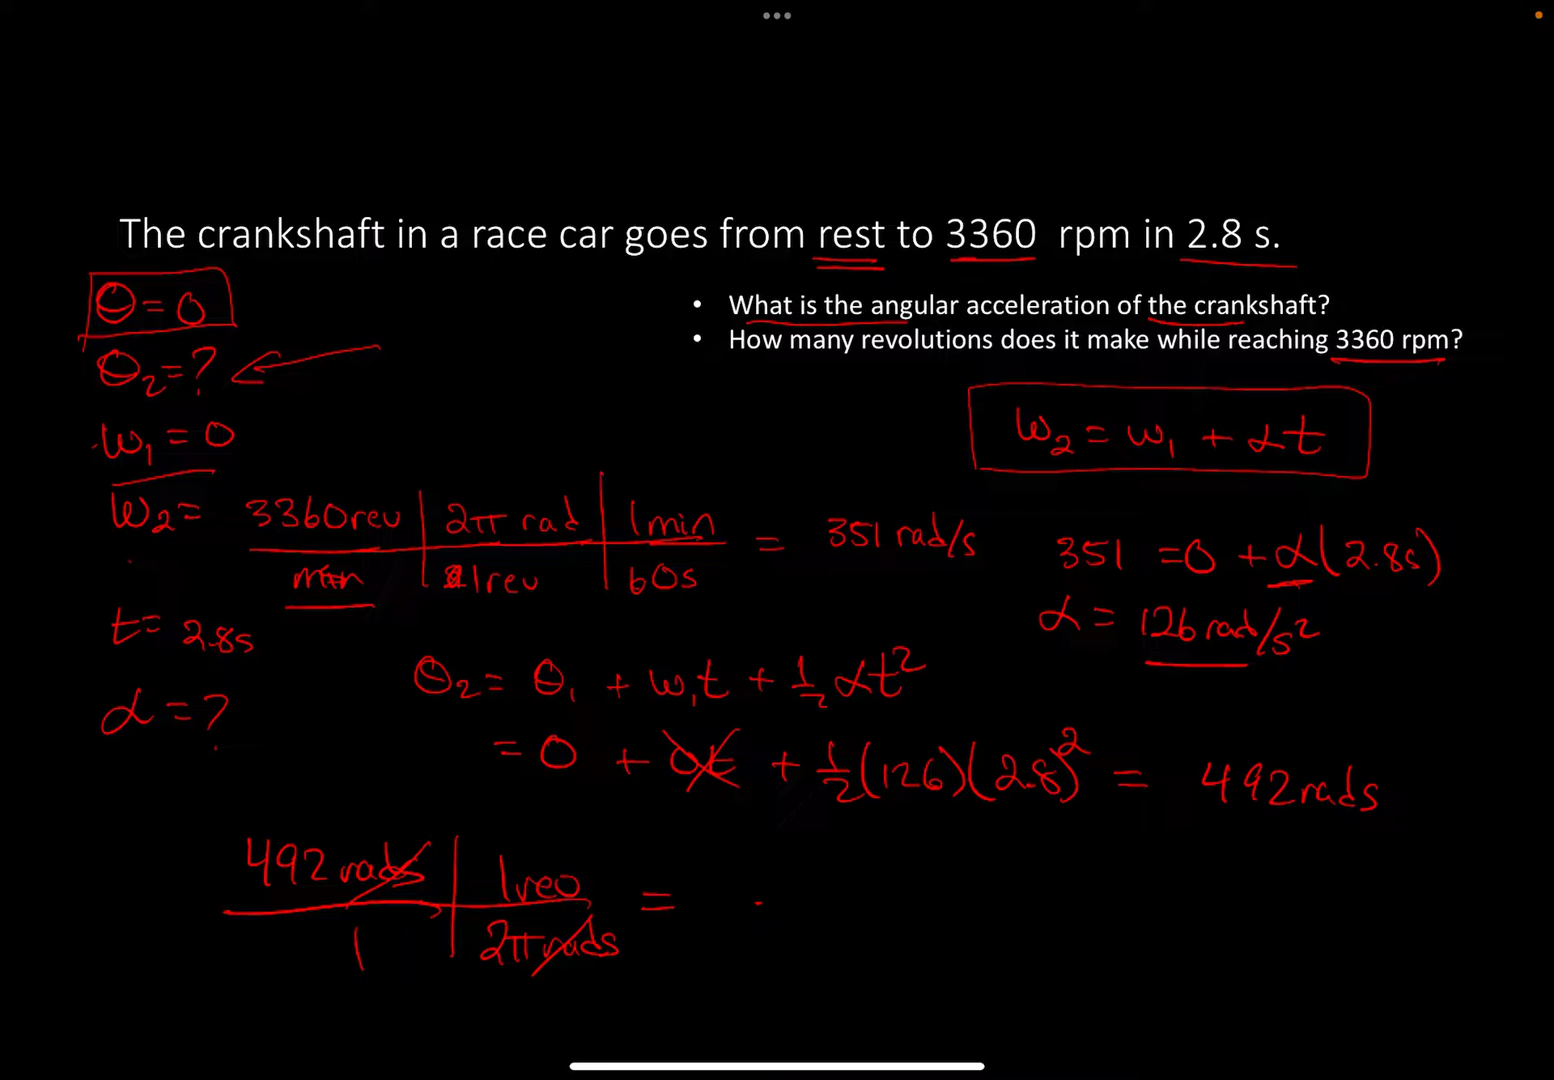 The crankshaft in a race car goes from rest to 3360 rpm in 2.8 s.
• What is the angular acceleration of the crankshaft?
• How many revolutions does it make while reaching 3360 rpm?
θ = 0
θ₂ = ?
ω₁ = 0
ω₂ = ω₁ + αt
ω₂ = 3360rev | 2π rad | 1min = 351 rad/s
min | 1rev | 60s
351 = 0 + α(2.8s)
α = 126 rad/s²
t = 2.8s
θ₂ = θ₁ + ω₁t + ½αt²
α = ?
= 0 + 0t + ½(126)(2.8)² = 492rads
492 rads | 1rev =
1 | 2π rads